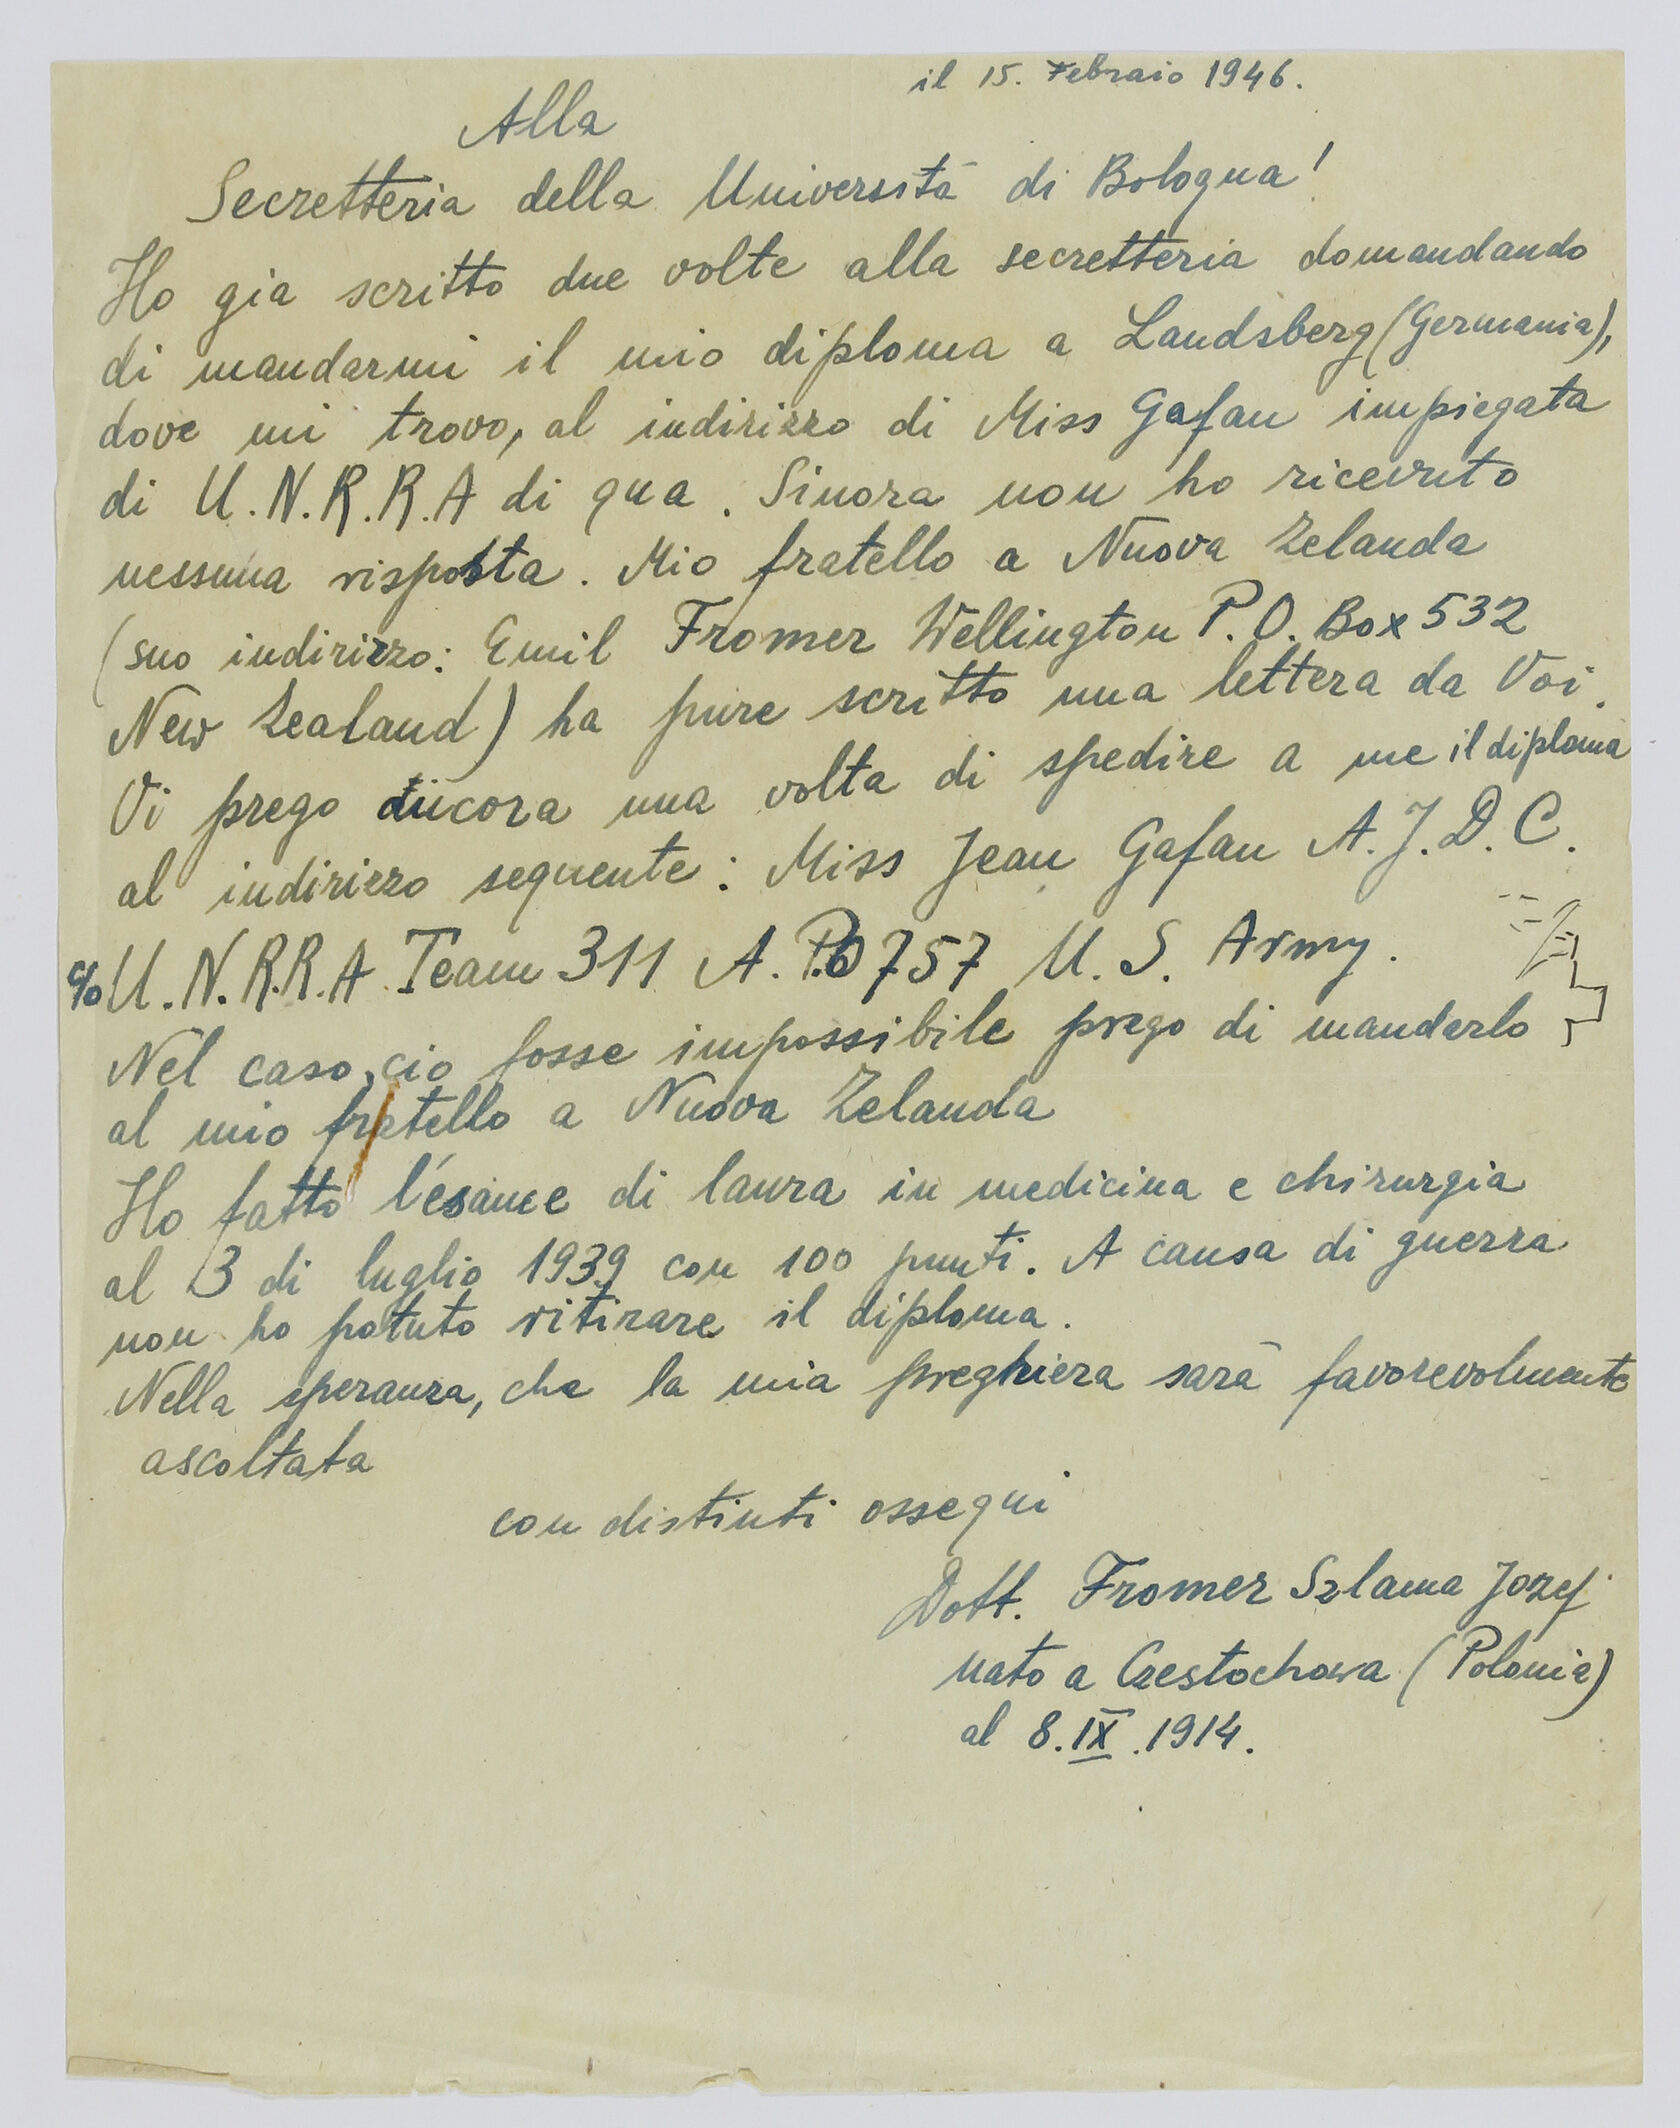 il 15. Febraio 1946.
Alla
Secretteria della Universitá di Bologna!
Ho gia scritto due volte alla secretteria domandando
di mandarmi il mio diploma a Landsberg (Germania),
dove mi trovo, al indirizzo di Miss Gafan impiegata
di U.N.R.R.A di qua. Sinora non ho ricevuto
nessuna risposta. Mio fratello a Nuova Zelanda
(suo indirizzo: Emil Fromer Wellington P.O. Box 532
New Zealand) ha pure scritto una lettera da Voi.
Vi prego ancora una volta di spedire a me il diploma
al indirizzo sequente: Miss Jean Gafan A.J.D.C.
c/o U.N.R.R.A Team 311 A.P.O 757 U.S. Army.
Nel caso, cio fosse impossibile prego di mandarlo
al mio fratello a Nuova Zelanda
Ho fatto l'esame di laura in medicina e chirurgia
al 3 di luglio 1939 con 100 punti. A causa di guerra
non ho potuto ritirare il diploma.
Nella speranza, che la mia preghiera sará favorevolmente
ascoltata
con distinti ossequi
Dott. Fromer Szlama Jozef
nato a Czestochowa (Polonia)
al 8.IX.1914.